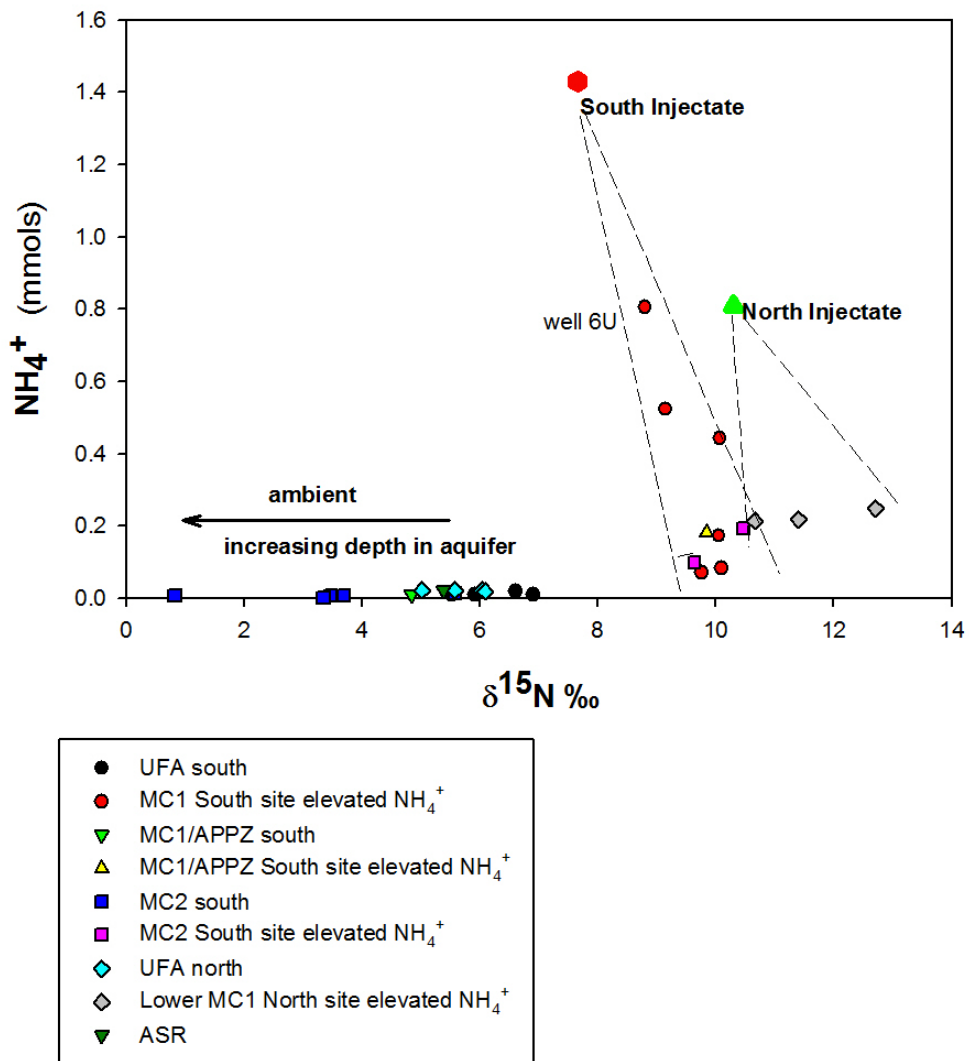 1.6
1.4
1.2
1.0
0.8
0.6
0.4
0.2
0.0
NH₄⁺ (mmols)
South Injectate
North Injectate
well 6U
ambient
increasing depth in aquifer
0 2 4 6 8 10 12 14
δ¹⁵N ‰
UFA south
MC1 South site elevated NH₄⁺
MC1/APPZ south
MC1/APPZ South site elevated NH₄⁺
MC2 south
MC2 South site elevated NH₄⁺
UFA north
Lower MC1 North site elevated NH₄⁺
ASR